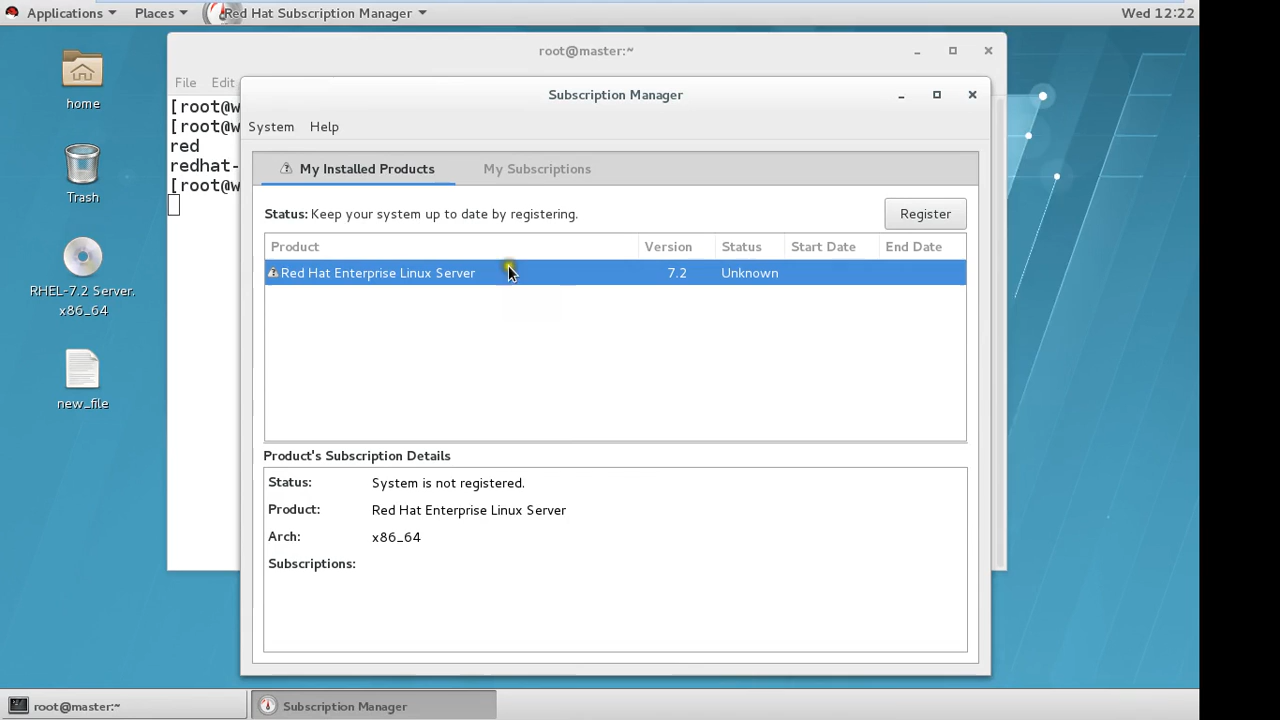 Applications Places Red Hat Subscription Manager Wed 12:22
home
Trash
RHEL-7.2 Server.
x86_64
new_file
root@master:~
File Edit
[root@w
[root@w
red
redhat-
[root@w
Subscription Manager
System Help
My Installed Products My Subscriptions
Status: Keep your system up to date by registering. Register
Product Version Status Start Date End Date
Red Hat Enterprise Linux Server 7.2 Unknown
Product's Subscription Details
Status: System is not registered.
Product: Red Hat Enterprise Linux Server
Arch: x86_64
Subscriptions:
root@master:~ Subscription Manager